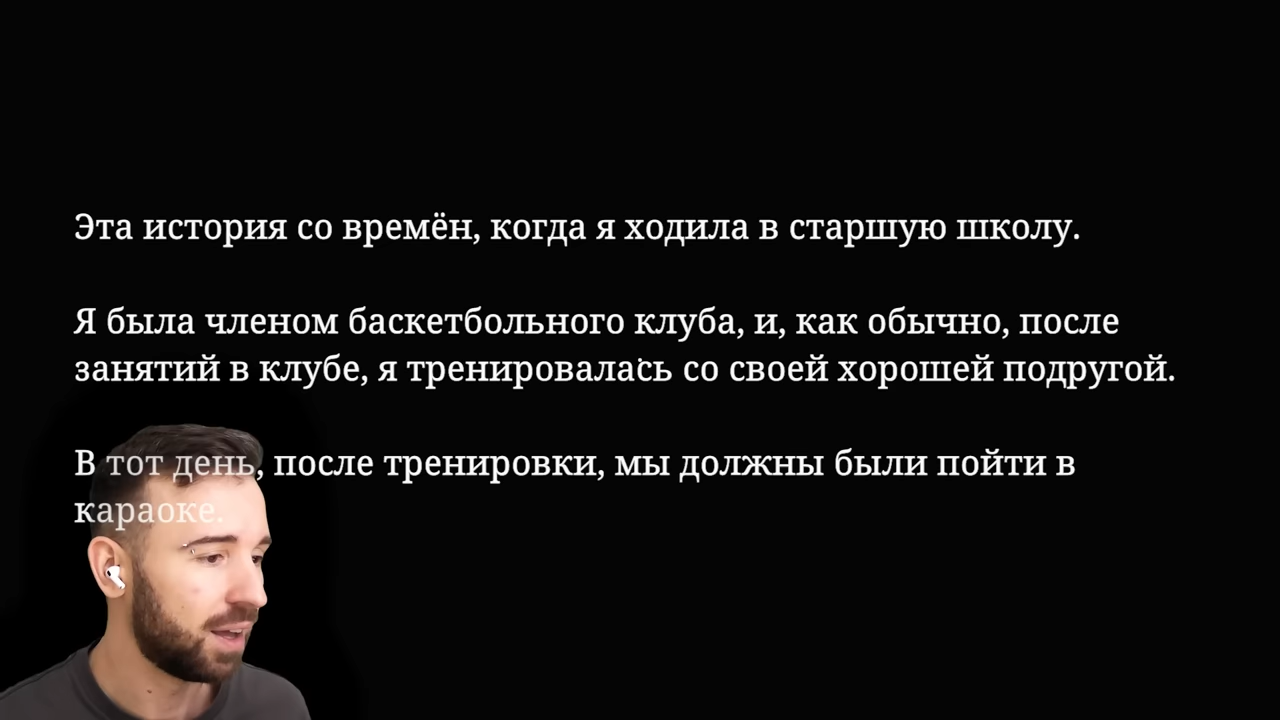 Эта история со времён, когда я ходила в старшую школу.
Я была членом баскетбольного клуба, и, как обычно, после
занятий в клубе, я тренировалась со своей хорошей подругой.
В тот день, после тренировки, мы должны были пойти в
караоке.